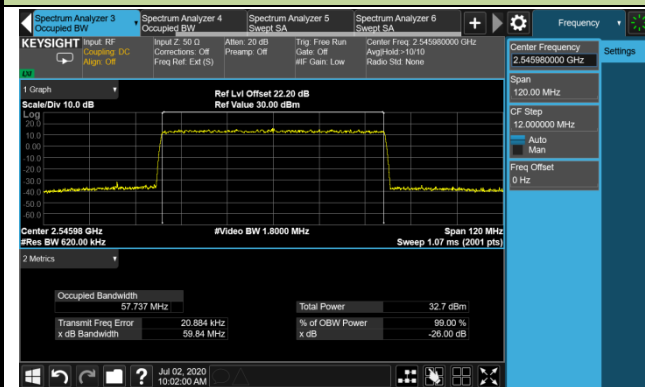 Spectrum Analyzer 3
Occupied BW
Spectrum Analyzer 4
Occupied BW
Spectrum Analyzer 5
Swept SA
Spectrum Analyzer 6
Swept SA
Frequency
KEYSIGHT
Input: RF
Coupling: DC
Align: Off
Input Z: 50 Ω
Corrections: Off
Freq Ref: Ext (S)
Atten: 20 dB
Preamp: Off
Trig: Free Run
Gate: Off
#IF Gain: Low
Center Freq: 2.545980000 GHz
Avg|Hold:>10/10
Radio Std: None
LXI
1 Graph
Scale/Div 10.0 dB
Ref Lvl Offset 22.20 dB
Ref Value 30.00 dBm
Log
20.0
10.0
0.00
-10.0
-20.0
-30.0
-40.0
-50.0
-60.0
Center 2.54598 GHz
#Res BW 620.00 kHz
#Video BW 1.8000 MHz
Span 120 MHz
Sweep 1.07 ms (2001 pts)
2 Metrics
Occupied Bandwidth
57.737 MHz
Total Power 32.7 dBm
Transmit Freq Error 20.884 kHz
% of OBW Power 99.00 %
x dB Bandwidth 59.84 MHz
x dB -26.00 dB
Jul 02, 2020
10:02:00 AM
Center Frequency
2.545980000 GHz
Settings
Span
120.00 MHz
CF Step
12.000000 MHz
Auto
Man
Freq Offset
0 Hz